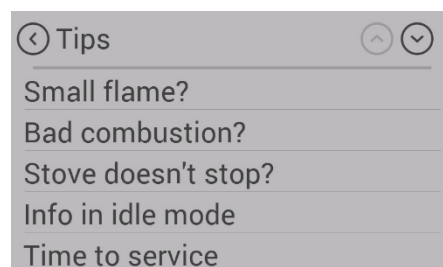 Tips
Small flame?
Bad combustion?
Stove doesn't stop?
Info in idle mode
Time to service